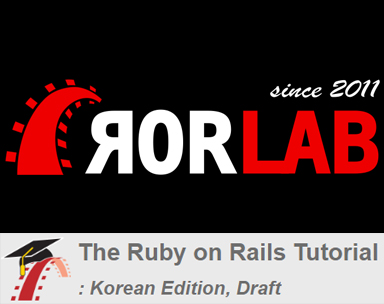 since 2011
RORLAB
The Ruby on Rails Tutorial
: Korean Edition, Draft